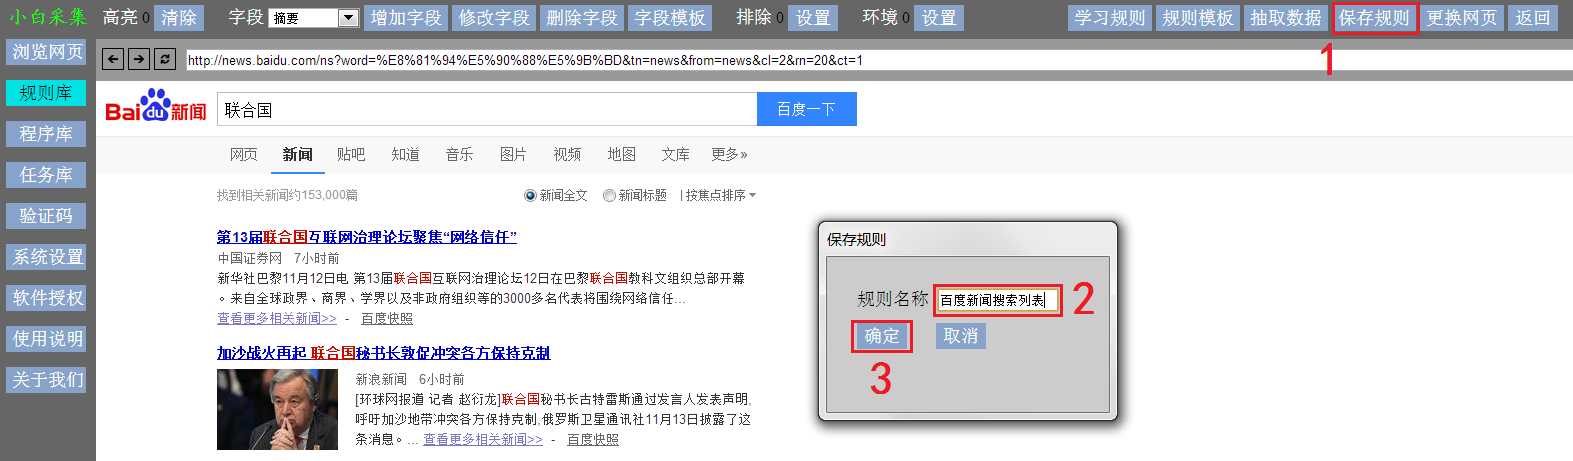 小白采集 高亮 0 清除 字段 摘要 增加字段 修改字段 删除字段 字段模板 排除 0 设置 环境 0 设置 学习规则 规则模板 抽取数据 保存规则 更换网页 返回
1
浏览网页
规则库
程序库
任务库
验证码
系统设置
软件授权
使用说明
关于我们
http://news.baidu.com/ns?word=%E8%81%94%E5%90%88%E5%9B%BD&tn=news&from=news&cl=2&rn=20&ct=1
Bai du 新闻 联合国 百度一下
网页 新闻 贴吧 知道 音乐 图片 视频 地图 文库 更多»
找到相关新闻约153,000篇 新闻全文 新闻标题 | 按焦点排序
第13届联合国互联网治理论坛聚焦“网络信任”
中国证券网 7小时前
新华社巴黎11月12日电 第13届联合国互联网治理论坛12日在巴黎联合国教科文组织总部开幕
。来自全球政界、商界、学界以及非政府组织等的3000多名代表将围绕网络信任...
查看更多相关新闻>> - 百度快照
加沙战火再起 联合国秘书长敦促冲突各方保持克制
新浪新闻 6小时前
[环球网报道 记者 赵衍龙]联合国秘书长古特雷斯通过发言人发表声明,
呼吁加沙地带冲突各方保持克制,俄罗斯卫星通讯社11月13日披露了这
条消息。... 查看更多相关新闻>> - 百度快照
保存规则
规则名称 百度新闻搜索列表 2
确定 取消
3